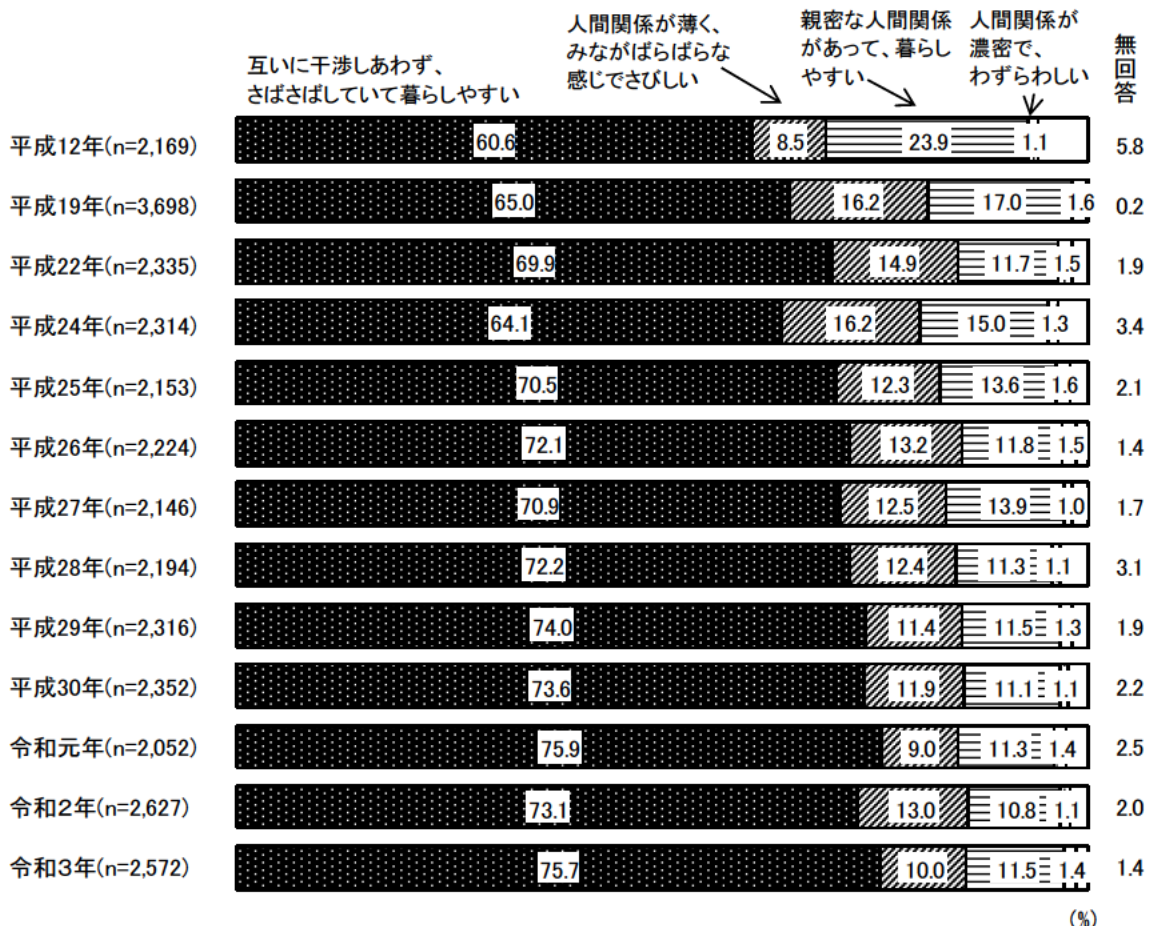 互いに干渉しあわず、
さばさばしていて暮らしやすい
人間関係が薄く、
みながばらばらな
感じでさびしい
親密な人間関係
があって、暮らし
やすい
人間関係が
濃密で、
わずらわしい
無回答
平成12年(n=2,169) 60.6 8.5 23.9 1.1 5.8
平成19年(n=3,698) 65.0 16.2 17.0 1.6 0.2
平成22年(n=2,335) 69.9 14.9 11.7 1.5 1.9
平成24年(n=2,314) 64.1 16.2 15.0 1.3 3.4
平成25年(n=2,153) 70.5 12.3 13.6 1.6 2.1
平成26年(n=2,224) 72.1 13.2 11.8 1.5 1.4
平成27年(n=2,146) 70.9 12.5 13.9 1.0 1.7
平成28年(n=2,194) 72.2 12.4 11.3 1.1 3.1
平成29年(n=2,316) 74.0 11.4 11.5 1.3 1.9
平成30年(n=2,352) 73.6 11.9 11.1 1.1 2.2
令和元年(n=2,052) 75.9 9.0 11.3 1.4 2.5
令和2年(n=2,627) 73.1 13.0 10.8 1.1 2.0
令和3年(n=2,572) 75.7 10.0 11.5 1.4 1.4
(%)